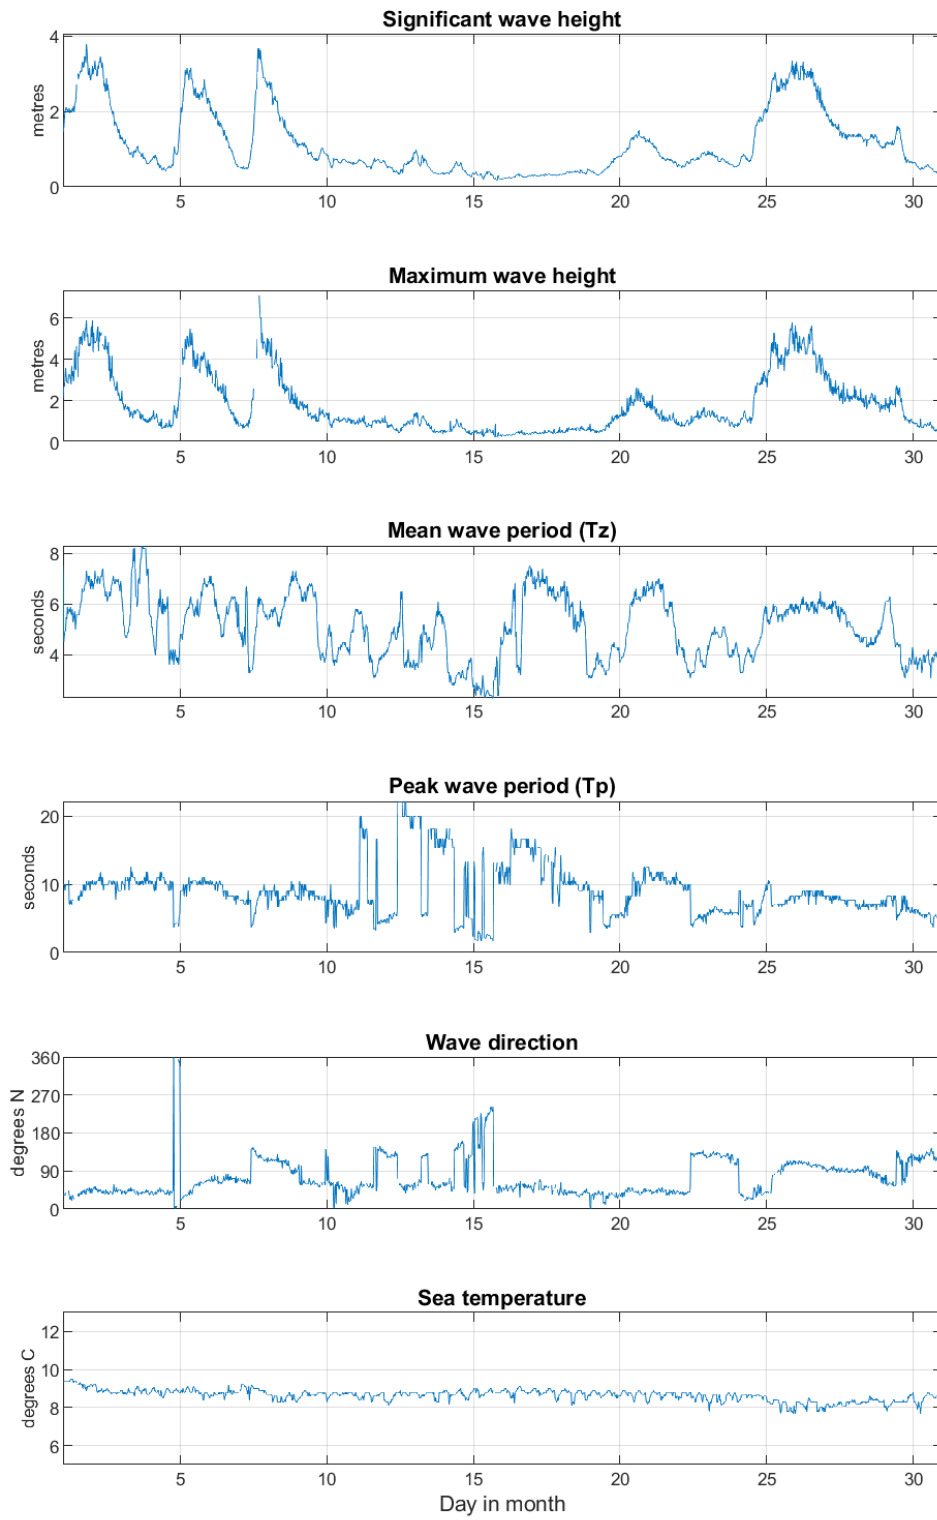 Significant wave height
metres
4
2
0
5 10 15 20 25 30
Maximum wave height
metres
6
4
2
0
5 10 15 20 25 30
Mean wave period (Tz)
seconds
8
6
4
5 10 15 20 25 30
Peak wave period (Tp)
seconds
20
10
0
5 10 15 20 25 30
Wave direction
degrees N
360
270
180
90
0
5 10 15 20 25 30
Sea temperature
degrees C
12
10
8
6
5 10 15 20 25 30
Day in month